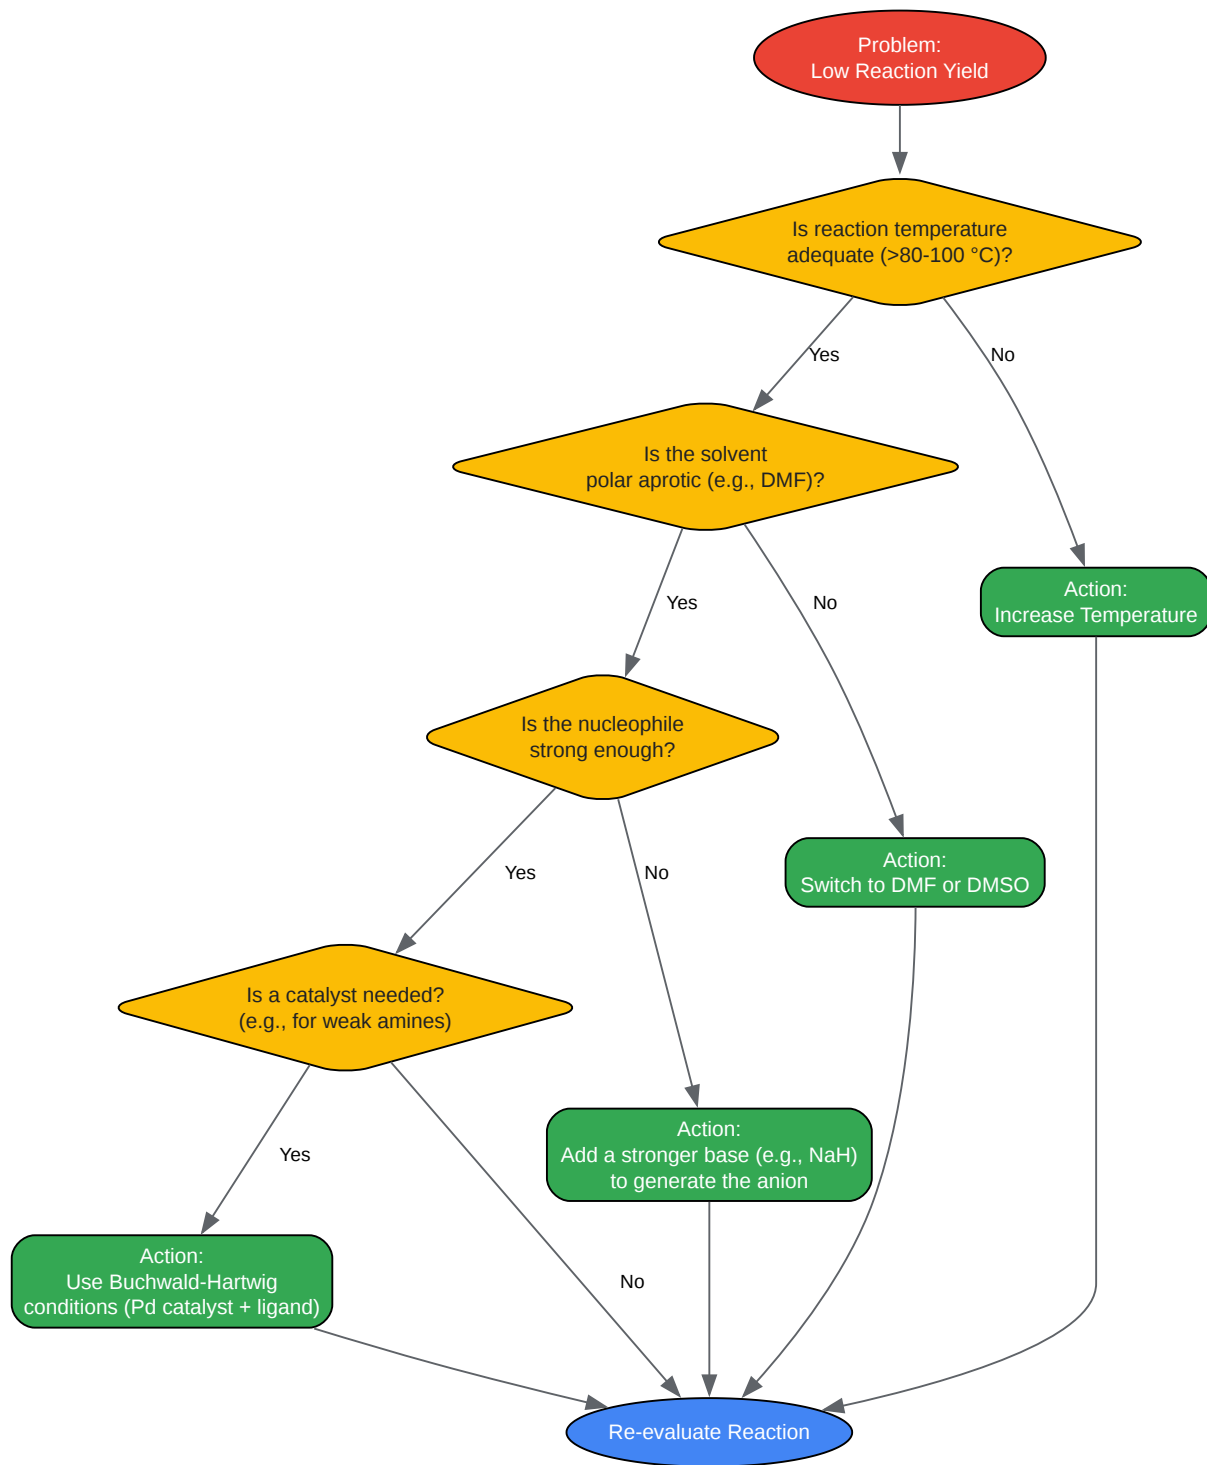 Problem:
Low Reaction Yield
Is reaction temperature
adequate (>80-100 °C)?
Yes
No
Is the solvent
polar aprotic (e.g., DMF)?
Yes
No
Action:
Increase Temperature
Is the nucleophile
strong enough?
Yes
No
Action:
Switch to DMF or DMSO
Is a catalyst needed?
(e.g., for weak amines)
Yes
No
Action:
Add a stronger base (e.g., NaH)
to generate the anion
Action:
Use Buchwald-Hartwig
conditions (Pd catalyst + ligand)
Re-evaluate Reaction